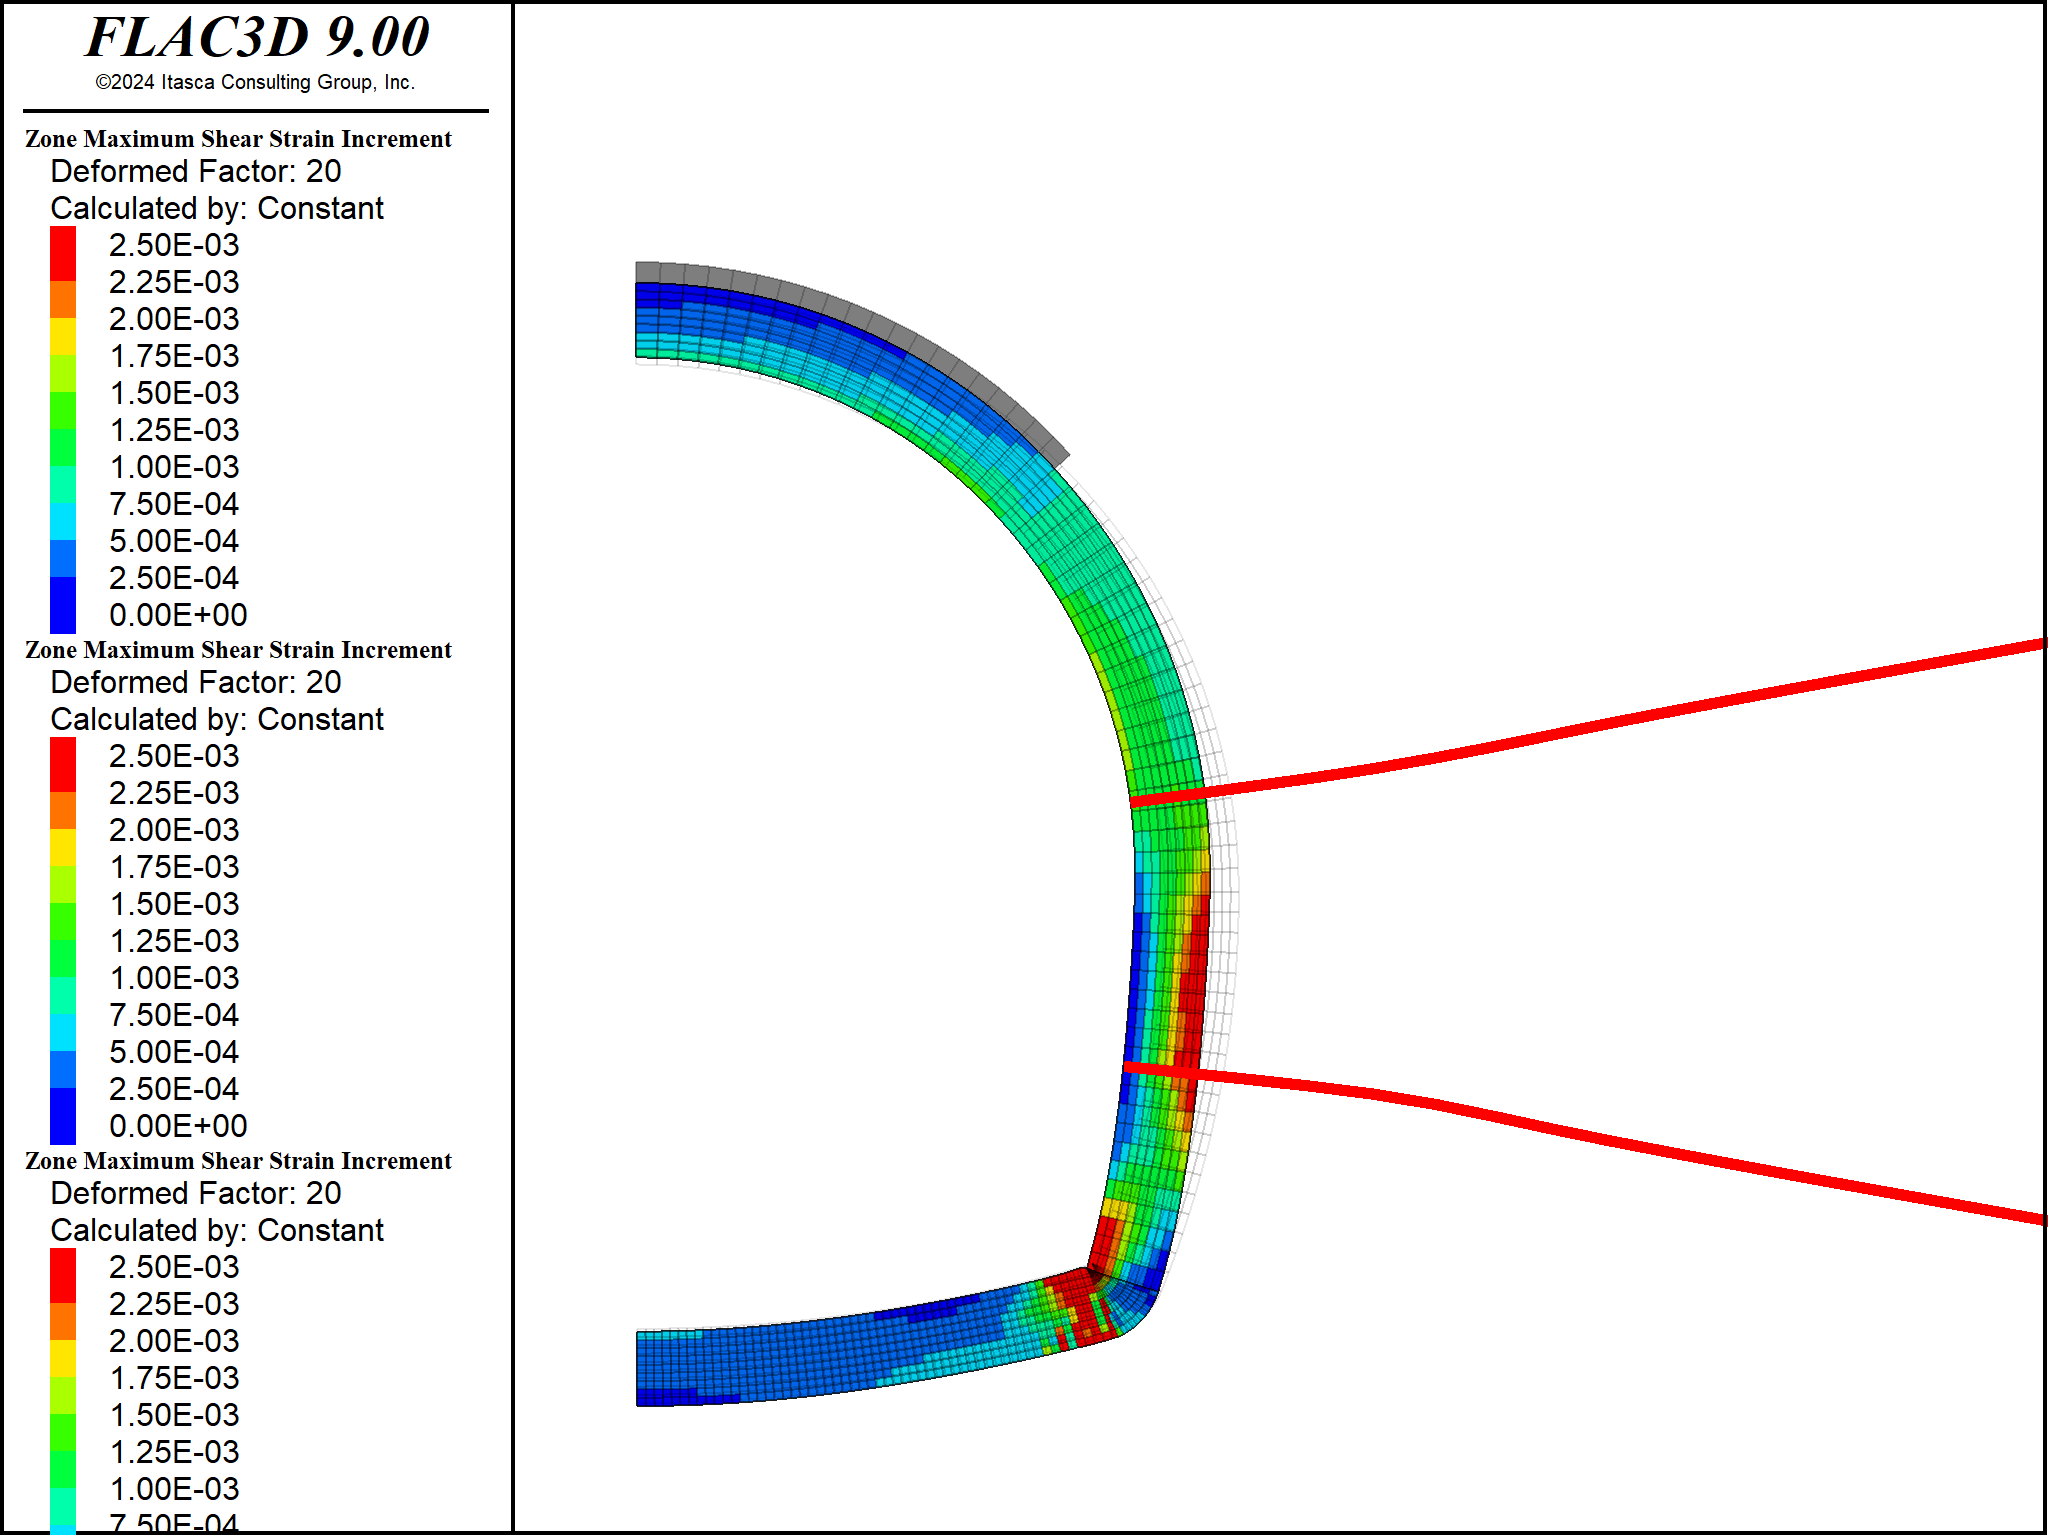 FLAC3D 9.00
©2024 Itasca Consulting Group, Inc.
Zone Maximum Shear Strain Increment
Deformed Factor: 20
Calculated by: Constant
2.50E-03
2.25E-03
2.00E-03
1.75E-03
1.50E-03
1.25E-03
1.00E-03
7.50E-04
5.00E-04
2.50E-04
0.00E+00
Zone Maximum Shear Strain Increment
Deformed Factor: 20
Calculated by: Constant
2.50E-03
2.25E-03
2.00E-03
1.75E-03
1.50E-03
1.25E-03
1.00E-03
7.50E-04
5.00E-04
2.50E-04
0.00E+00
Zone Maximum Shear Strain Increment
Deformed Factor: 20
Calculated by: Constant
2.50E-03
2.25E-03
2.00E-03
1.75E-03
1.50E-03
1.25E-03
1.00E-03
7.50E-04